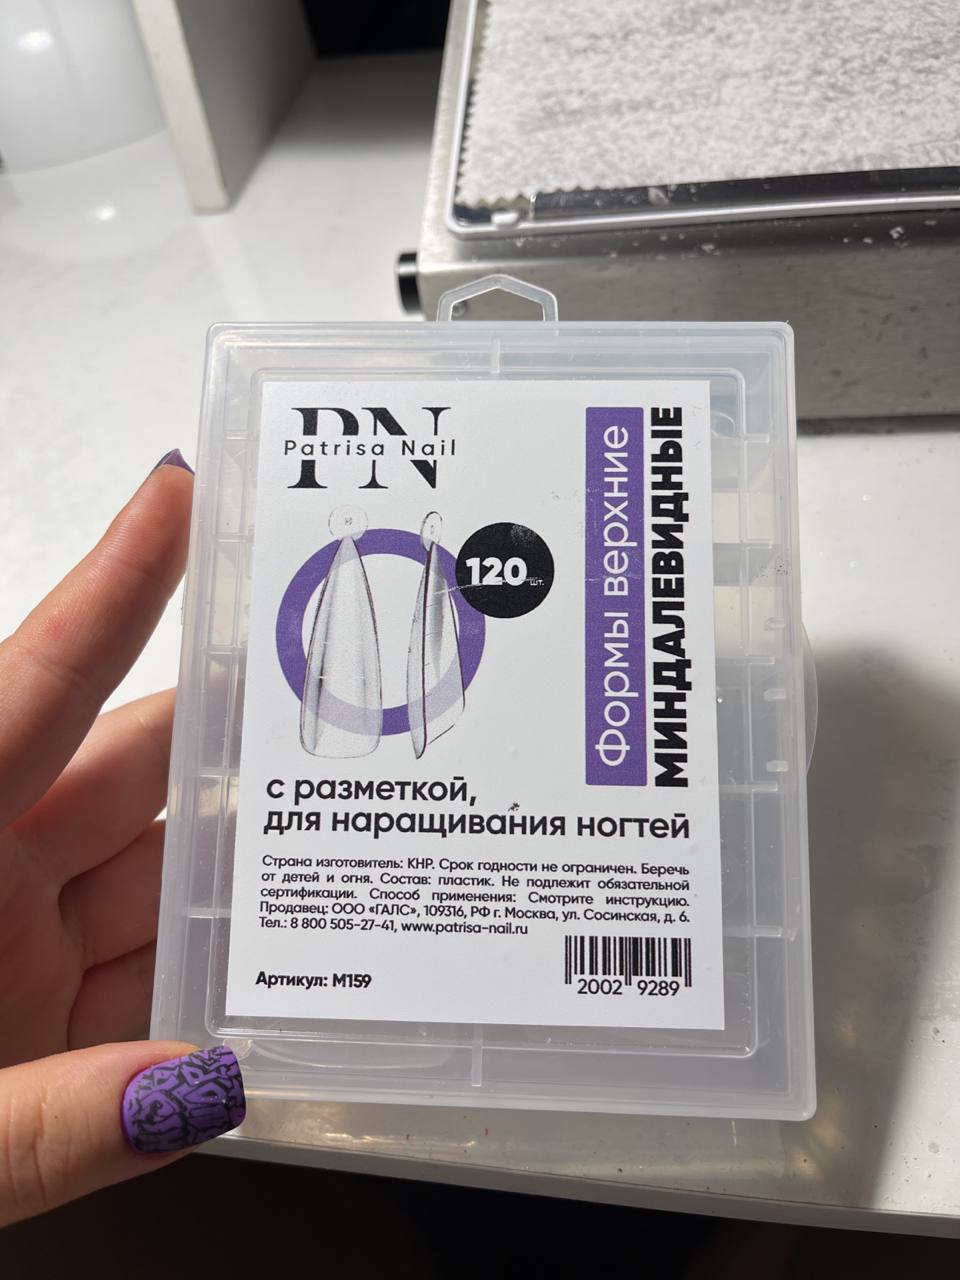 PN
Patrisa Nail
120 шт.
Формы верхние
МИНДАЛЕВИДНЫЕ
с разметкой,
для наращивания ногтей
Страна изготовитель: КНР. Срок годности не ограничен. Беречь
от детей и огня. Состав: пластик. Не подлежит обязательной
сертификации. Способ применения: Смотрите инструкцию.
Продавец: ООО «ГАЛС», 109316, РФ г. Москва, ул. Сосинская, д. 6.
Тел.: 8 800 505-27-41, www.patrisa-nail.ru
Артикул: М159
2002 9289